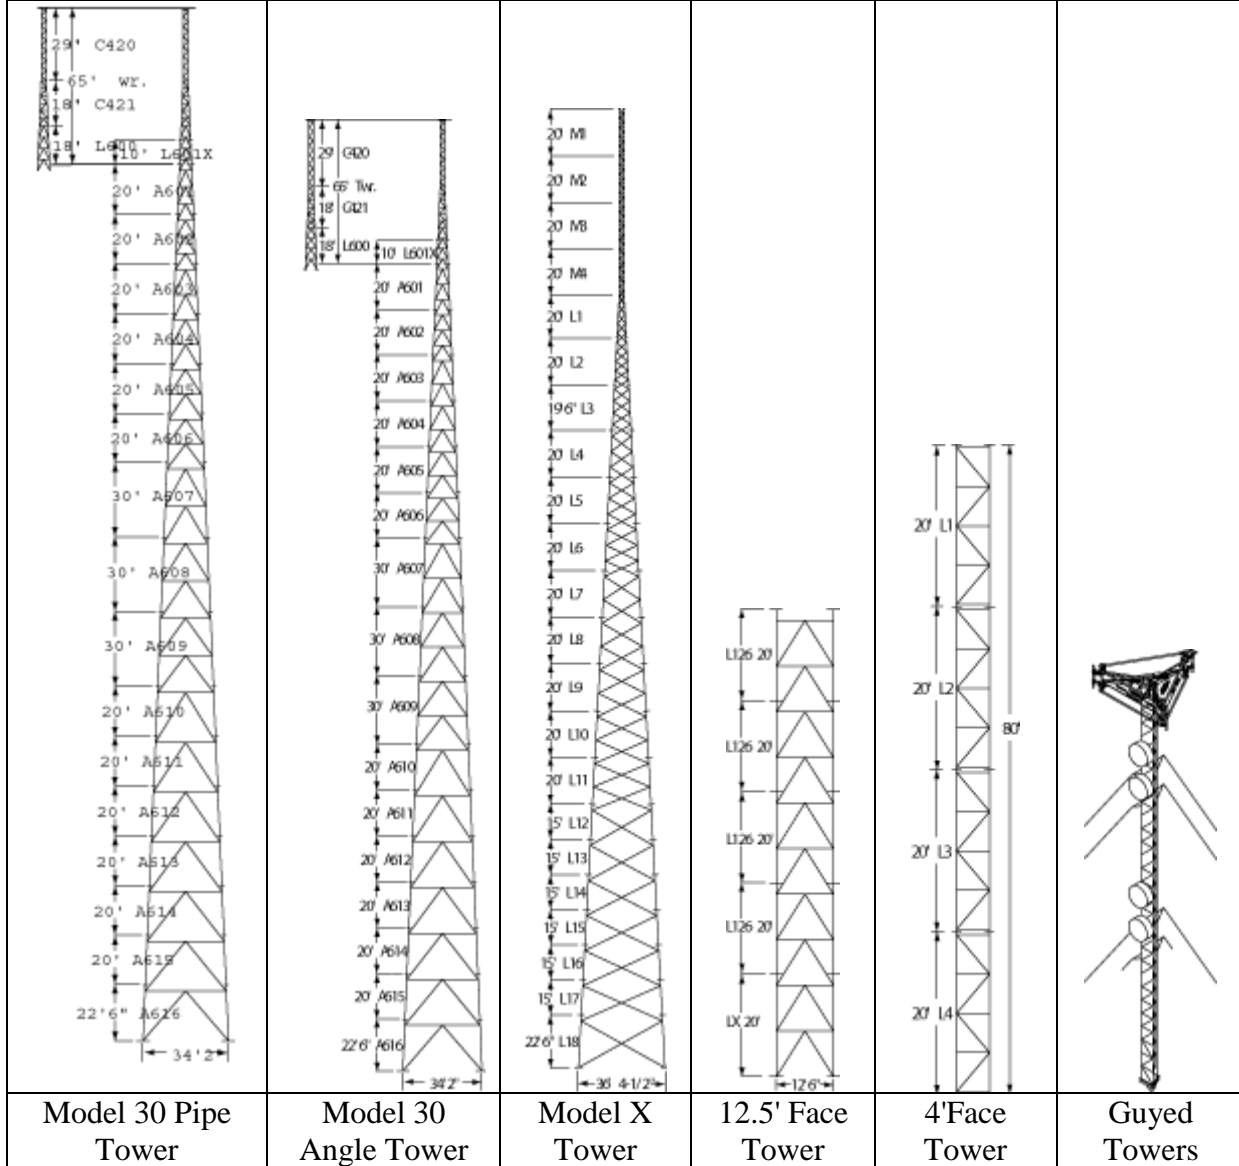 29' C420
65' Wr.
18' C421
18' L600
10' L601X
20' A601
20' A602
20' A603
20' A604
20' A605
20' A606
30' A607
30' A608
30' A609
20' A610
20' A611
20' A612
20' A613
20' A614
20' A615
22'6" A616
34'2
Model 30 Pipe
Tower
29' C420
65' Twr.
18' C421
18' L600
10' L601X
20' A601
20' A602
20' A603
20' A604
20' A605
20' A606
30' A607
30' A608
30' A609
20' A610
20' A611
20' A612
20' A613
20' A614
20' A615
22'6" A616
34'2"
Model 30
Angle Tower
20' M1
20' M2
20' M3
20' M4
20' L1
20' L2
19'6" L3
20' L4
20' L5
20' L6
20' L7
20' L8
20' L9
20' L10
20' L11
15' L12
15' L13
15' L14
15' L15
15' L16
15' L17
22'6" L18
36' 4-1/2"
Model X
Tower
L126 20'
L126 20'
L126 20'
L126 20'
LX 20'
12'6"
12.5' Face
Tower
20' L1
20' L2
80'
20' L3
20' L4
4'Face
Tower
Guyed
Towers